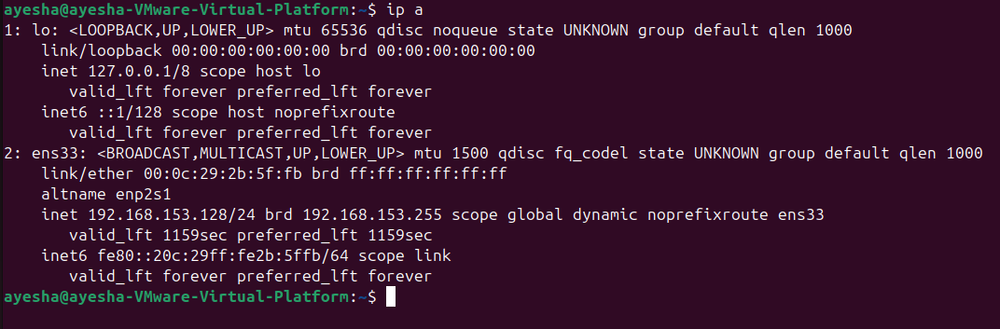 ayesha@ayesha-VMware-Virtual-Platform:~$ ip a
1: lo: <LOOPBACK,UP,LOWER_UP> mtu 65536 qdisc noqueue state UNKNOWN group default qlen 1000
    link/loopback 00:00:00:00:00:00 brd 00:00:00:00:00:00
    inet 127.0.0.1/8 scope host lo
       valid_lft forever preferred_lft forever
    inet6 ::1/128 scope host noprefixroute
       valid_lft forever preferred_lft forever
2: ens33: <BROADCAST,MULTICAST,UP,LOWER_UP> mtu 1500 qdisc fq_codel state UNKNOWN group default qlen 1000
    link/ether 00:0c:29:2b:5f:fb brd ff:ff:ff:ff:ff:ff
    altname enp2s1
    inet 192.168.153.128/24 brd 192.168.153.255 scope global dynamic noprefixroute ens33
       valid_lft 1159sec preferred_lft 1159sec
    inet6 fe80::20c:29ff:fe2b:5ffb/64 scope link
       valid_lft forever preferred_lft forever
ayesha@ayesha-VMware-Virtual-Platform:~$